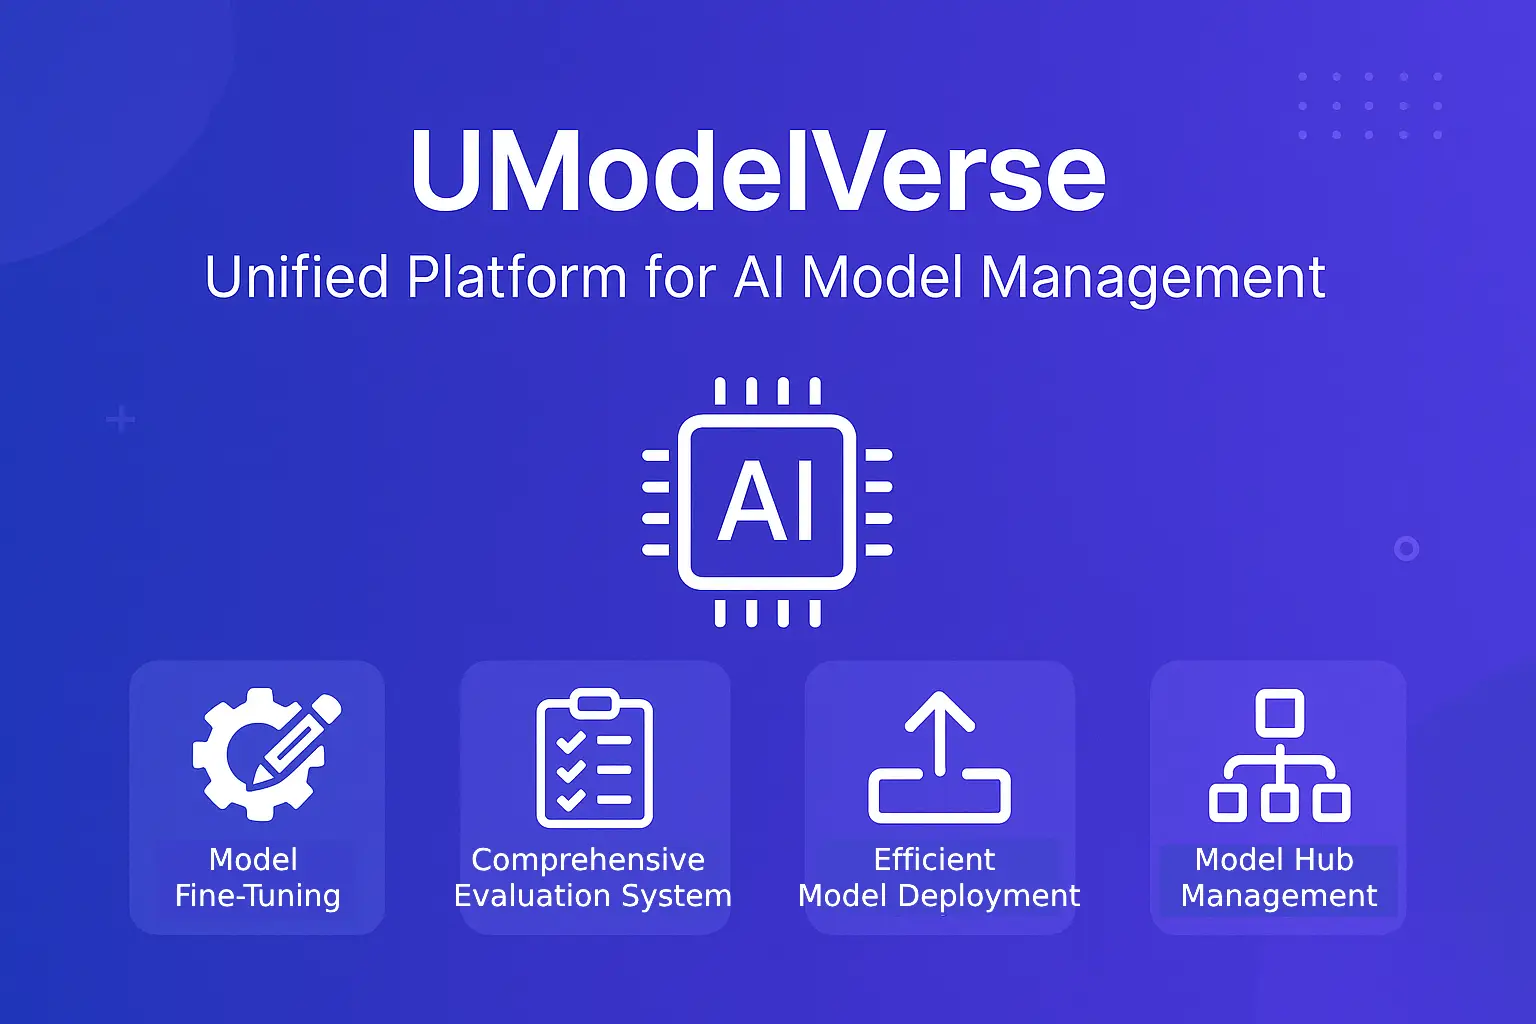 UModelVerse
Unified Platform for AI Model Management
AI
Model
Fine-Tuning
Comprehensive
Evaluation System
Efficient
Model Deployment
Model Hub
Management